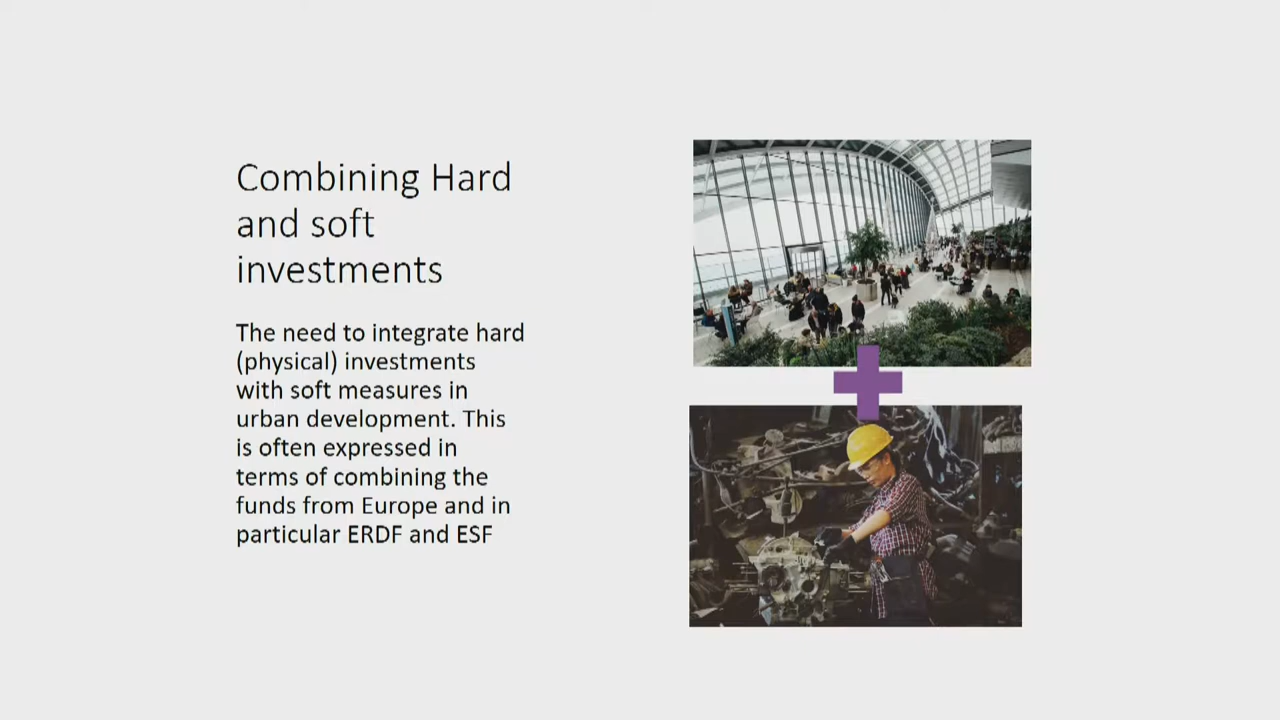 Combining Hard
and soft
investments
The need to integrate hard
(physical) investments
with soft measures in
urban development. This
is often expressed in
terms of combining the
funds from Europe and in
particular ERDF and ESF